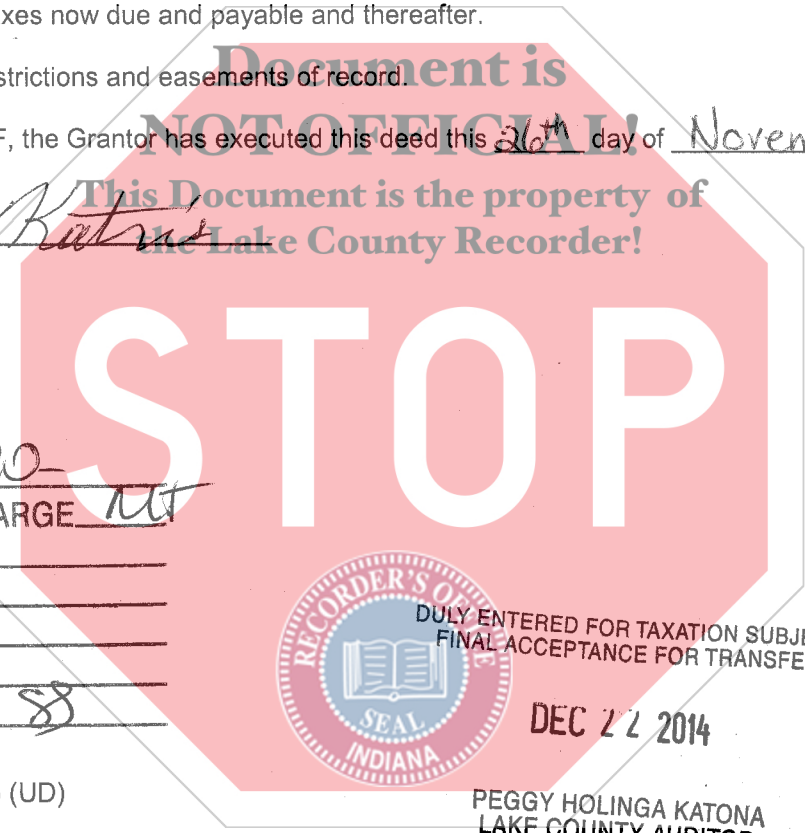 xes now due and payable and thereafter.
Document is
strictions and easements of record.
NOT OFFICIAL!
F, the Grantor has executed this deed this 26th day of Novem
This Document is the property of
the Lake County Recorder!
STOP
ARGE MT
RECORDER'S OFFICE
SEAL
INDIANA
DULY ENTERED FOR TAXATION SUBJE
FINAL ACCEPTANCE FOR TRANSFE
DEC 22 2014
(UD)
PEGGY HOLINGA KATONA
LAKE COUNTY AUDITOR